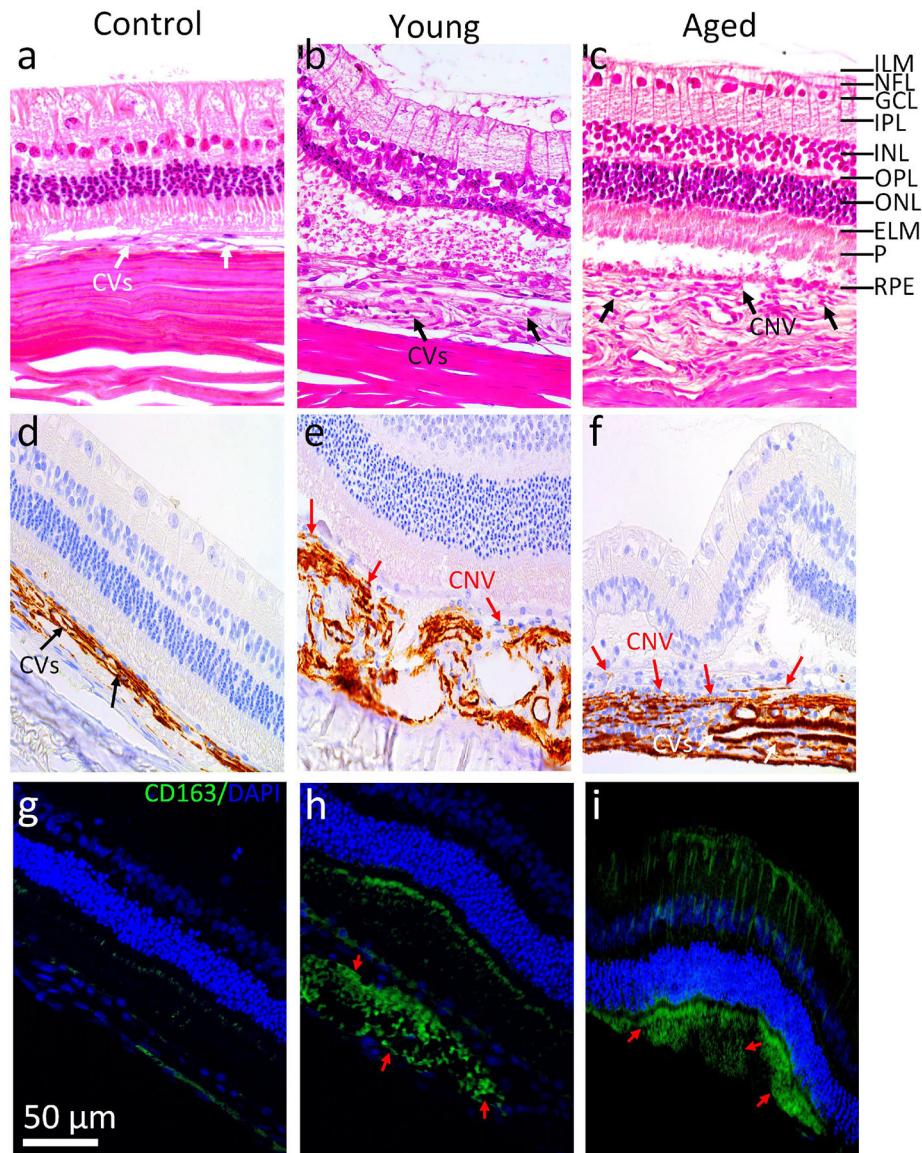 Control
Young
Aged
a
b
c
ILM
NFL
GCL
IPL
INL
OPL
ONL
ELM
P
RPE
CVs
CVs
CNV
d
e
f
CVs
CNV
CNV
CVs
CD163/DAPI
g
h
i
50 µm